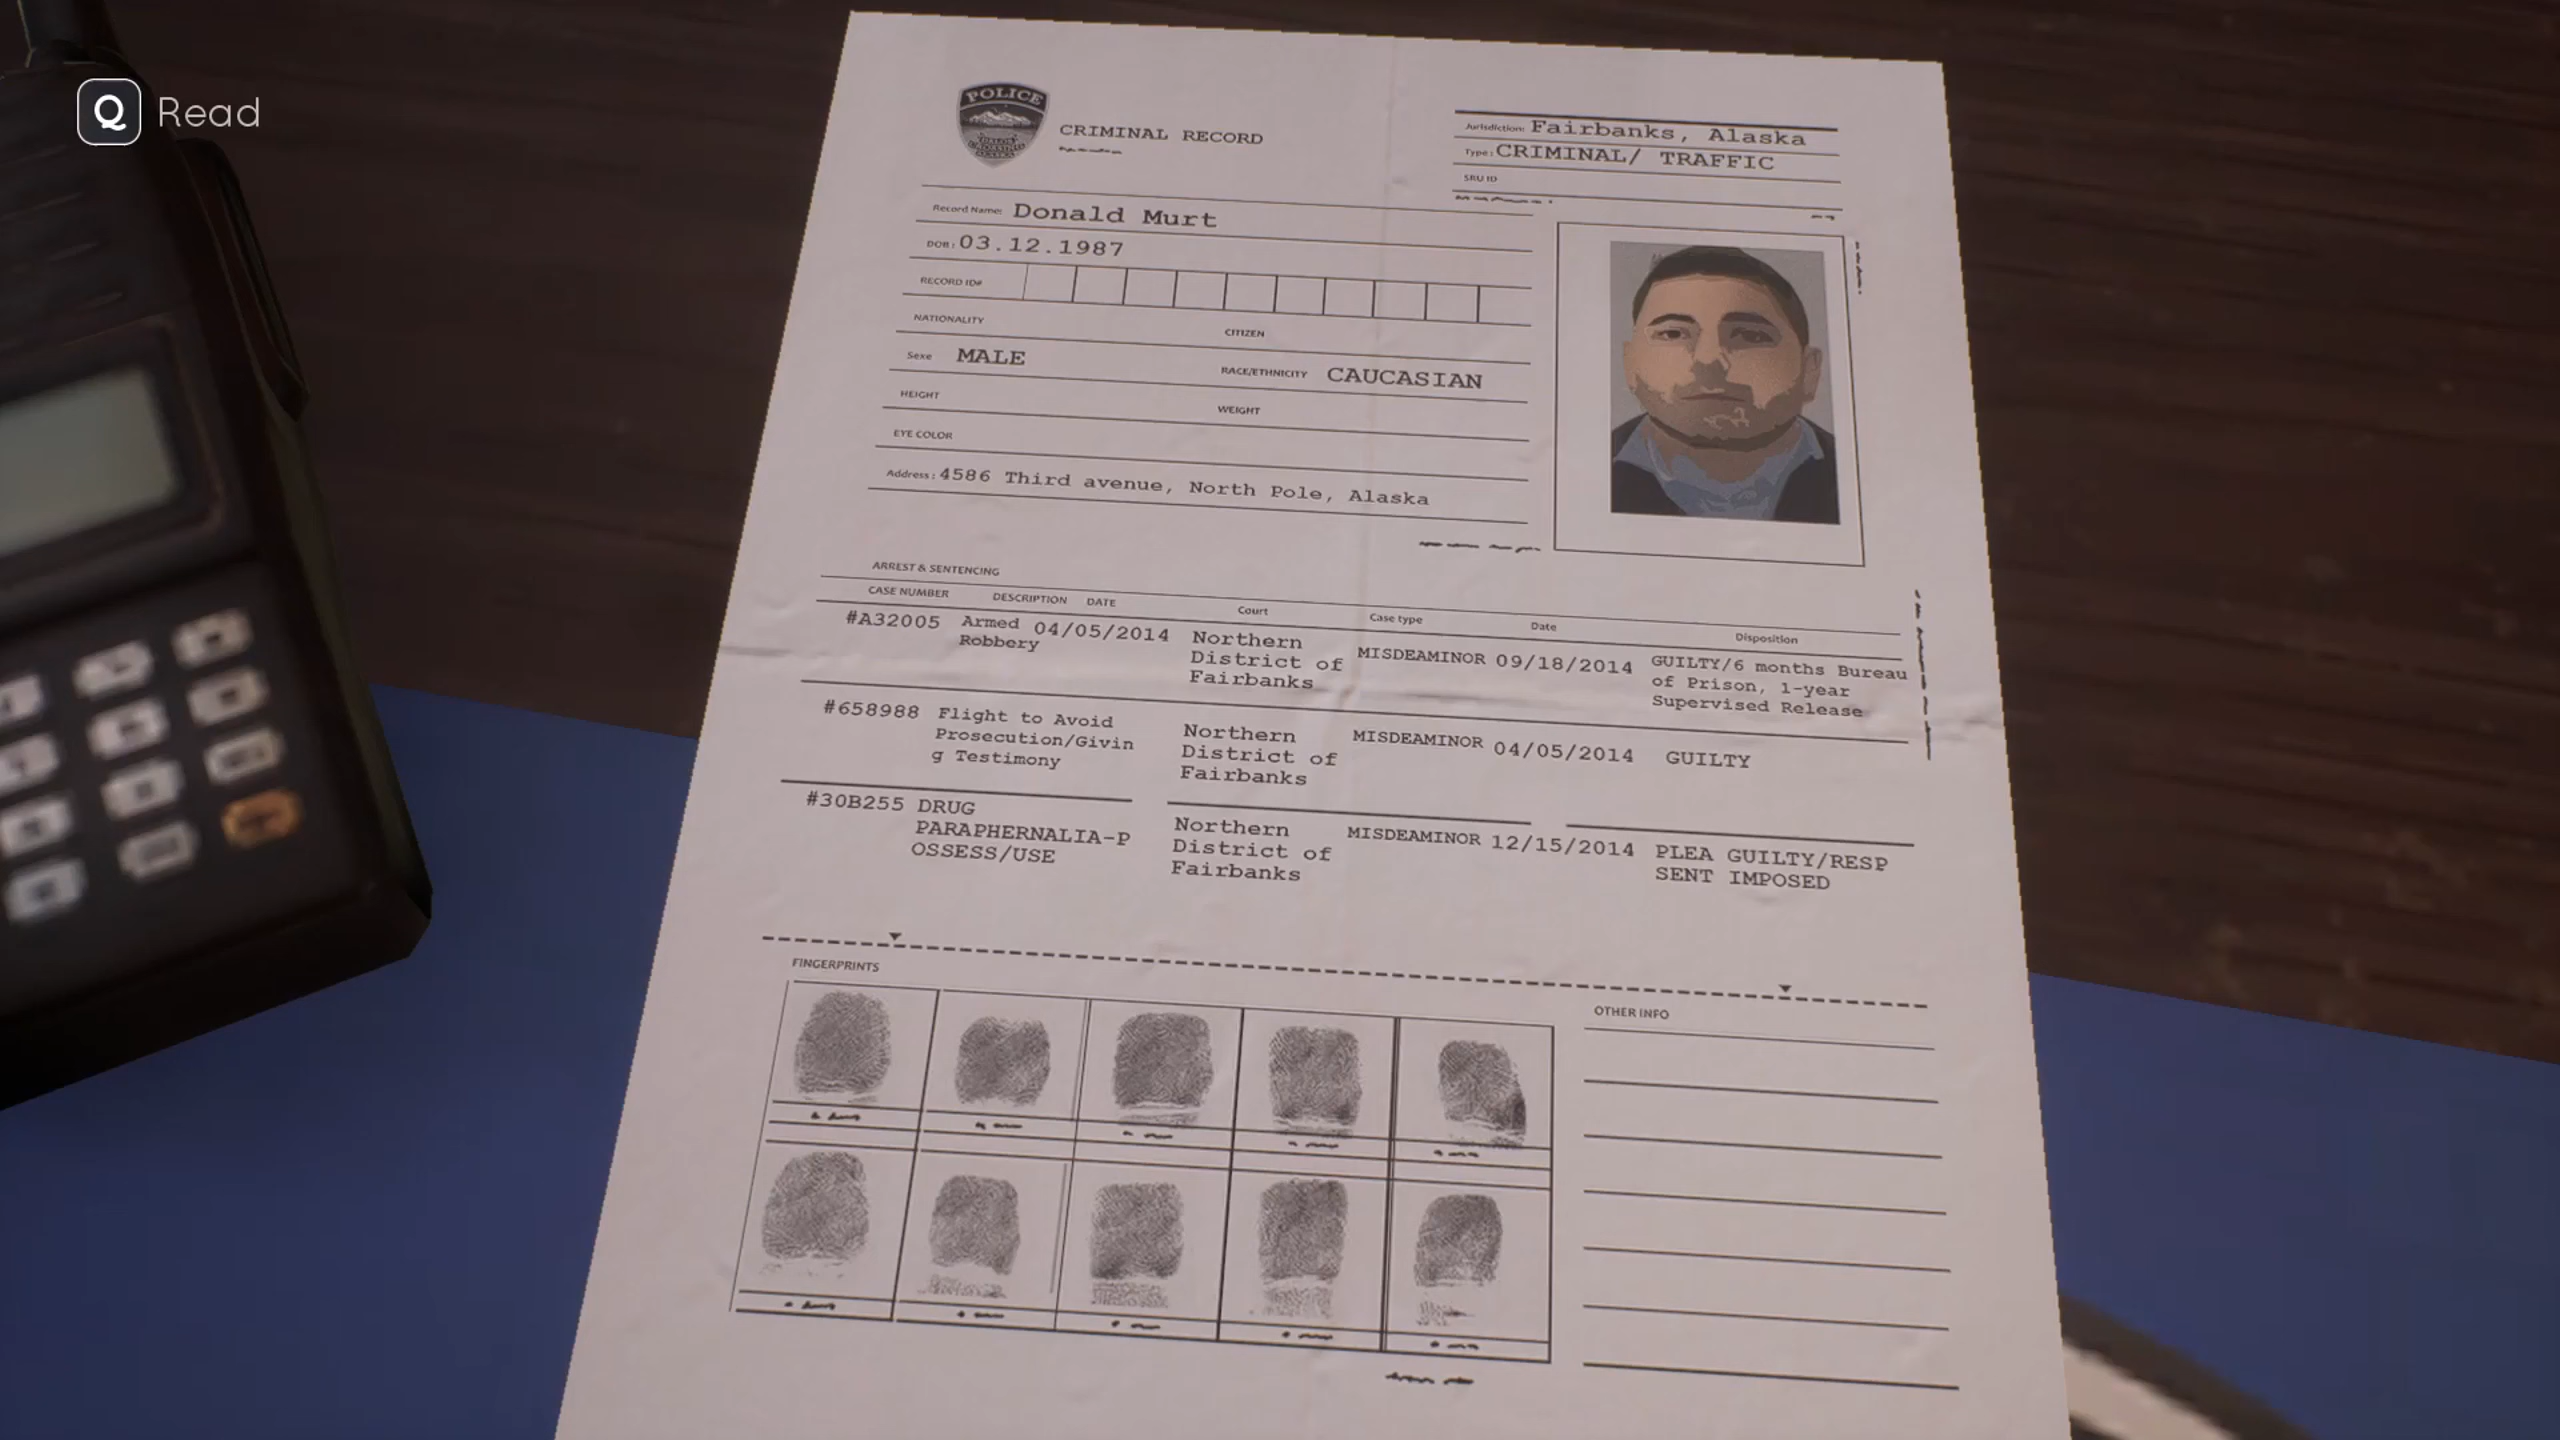 Q Read
POLICE
DELOS
CROSSING
ALASKA
CRIMINAL RECORD
Jurisdiction: Fairbanks, Alaska
Type: CRIMINAL/ TRAFFIC
SRU ID
Record Name: Donald Murt
DOB: 03.12.1987
RECORD ID#
NATIONALITY CITIZEN
Sexe MALE RACE/ETHNICITY CAUCASIAN
HEIGHT WEIGHT
EYE COLOR
Address: 4586 Third avenue, North Pole, Alaska
ARREST & SENTENCING
CASE NUMBER DESCRIPTION DATE Court Case type Date Disposition
#A32005 Armed 04/05/2014 Northern MISDEAMINOR 09/18/2014 GUILTY/6 months Bureau
Robbery District of of Prison, 1-year
Fairbanks Supervised Release
#658988 Flight to Avoid Northern MISDEAMINOR 04/05/2014 GUILTY
Prosecution/Givin District of
g Testimony Fairbanks
#30B255 DRUG Northern MISDEAMINOR 12/15/2014 PLEA GUILTY/RESP
PARAPHERNALIA-P District of SENT IMPOSED
OSSESS/USE Fairbanks
FINGERPRINTS
OTHER INFO